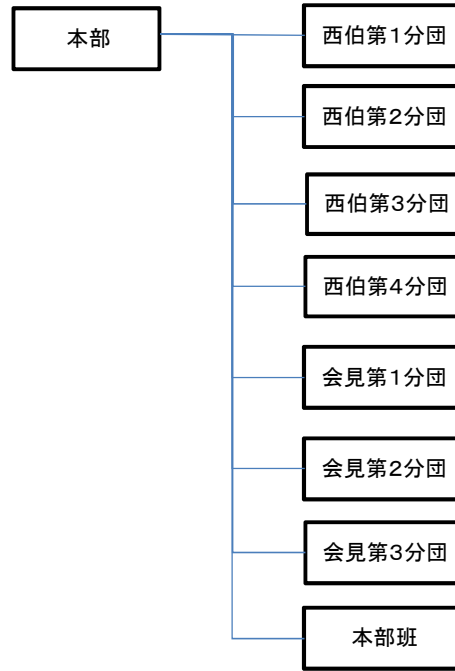 本部
西伯第1分団
西伯第2分団
西伯第3分団
西伯第4分団
会見第1分団
会見第2分団
会見第3分団
本部班